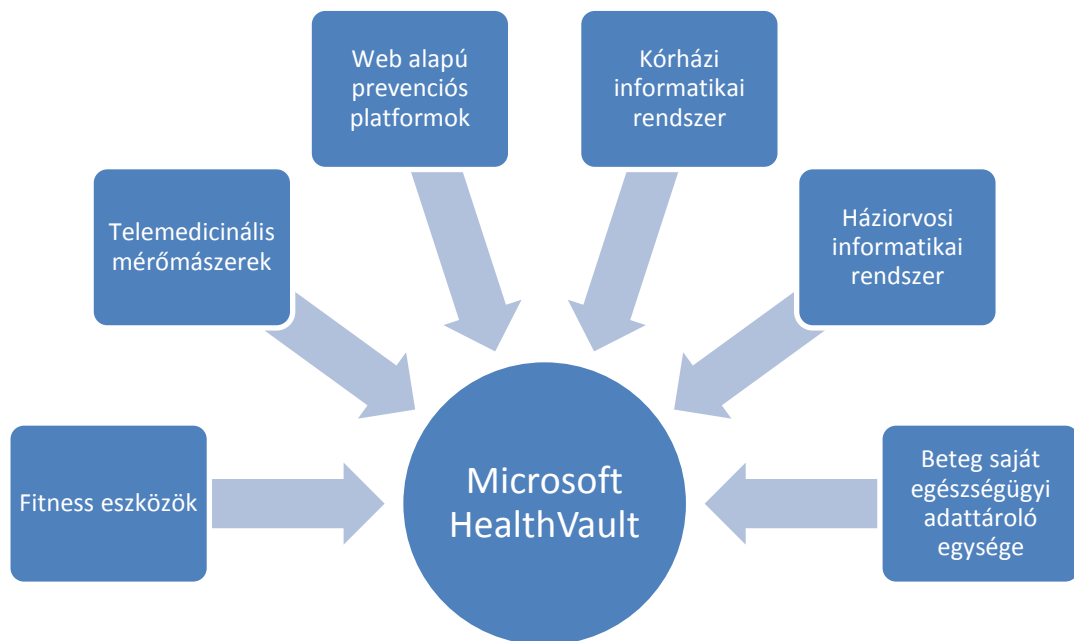 Web alapú
prevenciós
platformok
Kórházi
informatikai
rendszer
Telemedicinális
mérőmászerek
Háziorvosi
informatikai
rendszer
Fitness eszközök
Microsoft
HealthVault
Beteg saját
egészségügyi
adattároló
egysége